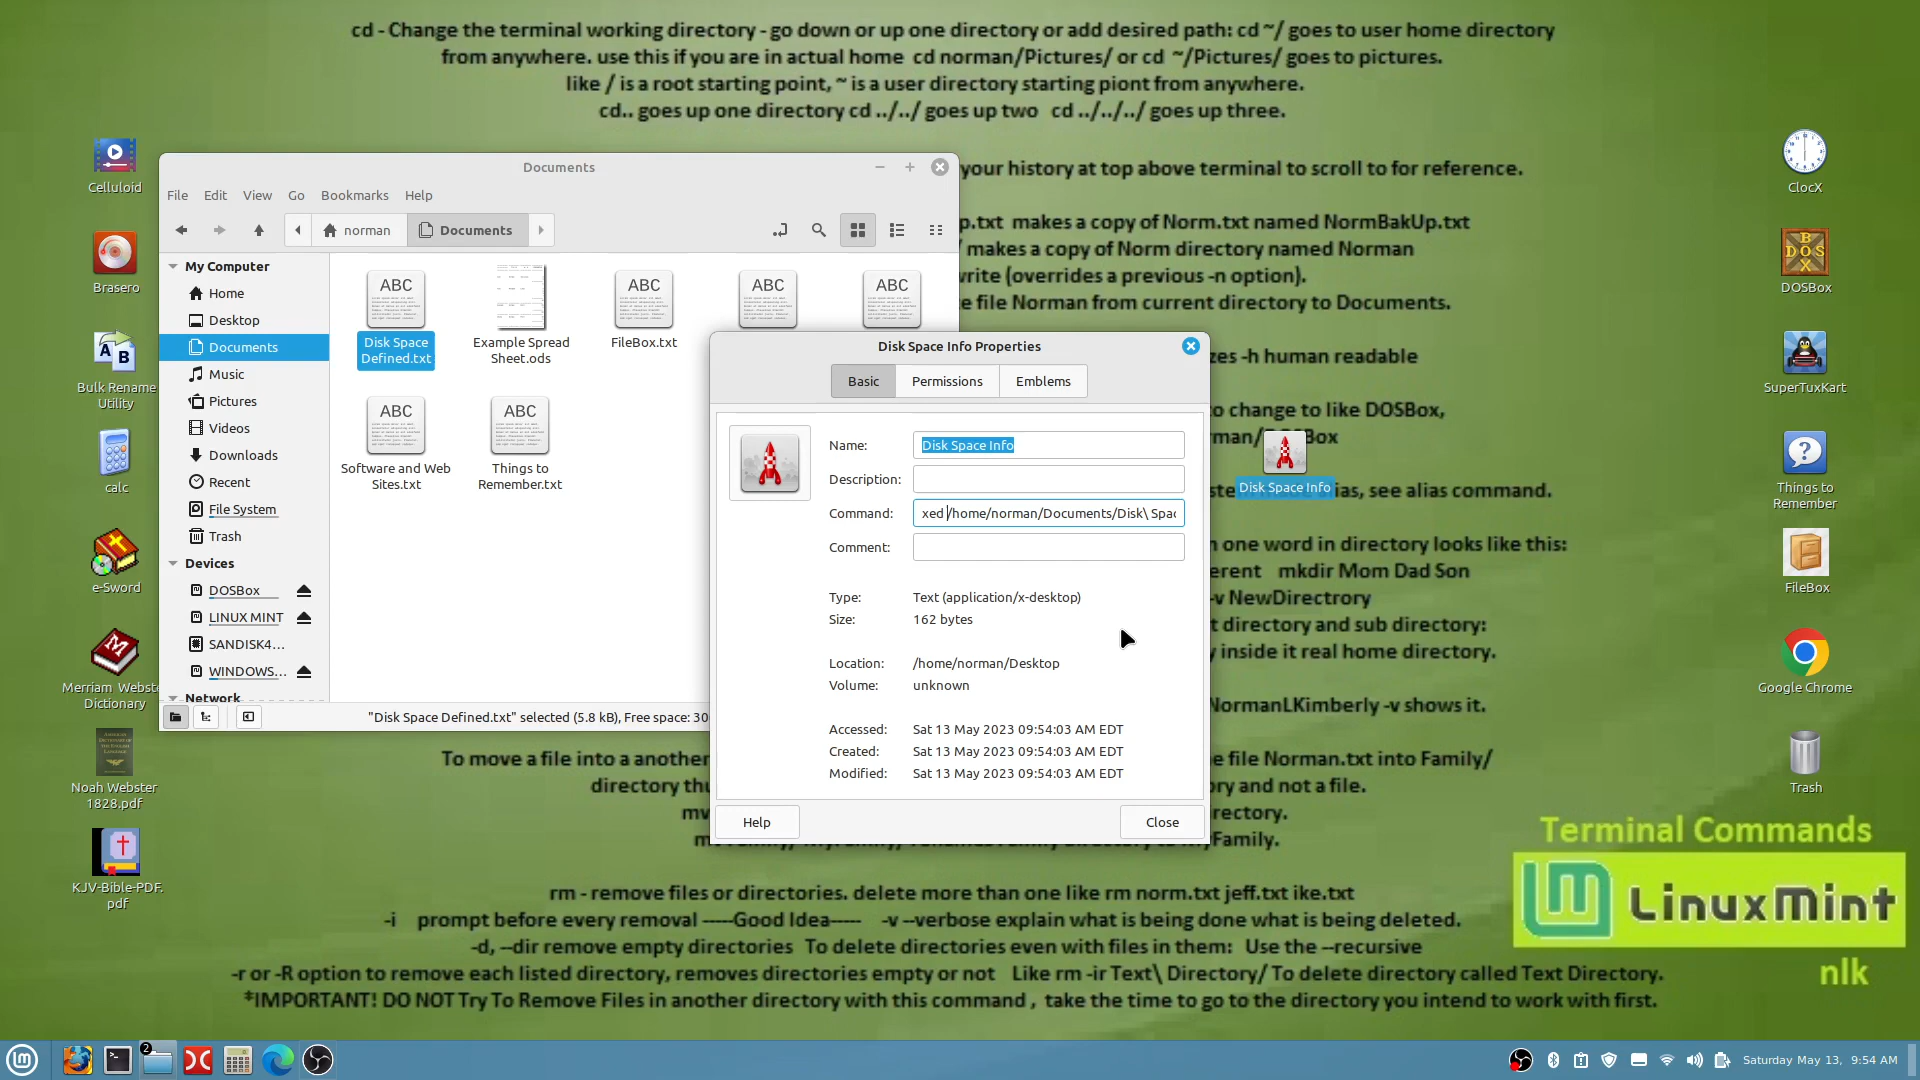 cd - Change the terminal working directory - go down or up one directory or add desired path: cd ~/ goes to user home directory
from anywhere. use this if you are in actual home cd norman/Pictures/ or cd ~/Pictures/ goes to pictures.
like / is a root starting point, ~ is a user directory starting piont from anywhere.
cd.. goes up one directory cd ../../ goes up two cd ../../../ goes up three.
your history at top above terminal to scroll to for reference.
p.txt makes a copy of Norm.txt named NormBakUp.txt
/ makes a copy of Norm directory named Norman
write (overrides a previous -n option).
e file Norman from current directory to Documents.
zes -h human readable
o change to like DOSBox,
man/DOSBox
alias, see alias command.
n one word in directory looks like this:
erent mkdir Mom Dad Son
-v NewDirectrory
t directory and sub directory:
y inside it real home directory.
NormanLKimberly -v shows it.
To move a file into a another
e file Norman.txt into Family/
directory
ory and not a file.
mv
rectory.
Family.
rm - remove files or directories. delete more than one like rm norm.txt jeff.txt ike.txt
-i prompt before every removal -----Good Idea----- -v --verbose explain what is being done what is being deleted.
-d, --dir remove empty directories To delete directories even with files in them: Use the --recursive
-r or -R option to remove each listed directory, removes directories empty or not Like rm -ir Text\ Directory/ To delete directory called Text Directory.
*IMPORTANT! DO NOT Try To Remove Files in another directory with this command , take the time to go to the directory you intend to work with first.
Terminal Commands
LinuxMint
nlk
Celluloid
Brasero
Bulk Rename
Utility
calc
e-Sword
Merriam Webste
Dictionary
Noah Webster
1828.pdf
KJV-Bible-PDF.
pdf
Documents
File Edit View Go Bookmarks Help
norman Documents
My Computer
Home
Desktop
Documents
Music
Pictures
Videos
Downloads
Recent
File System
Trash
Devices
DOSBox
LINUX MINT
SANDISK4...
WINDOWS...
Network
ABC ABC ABC ABC
Disk Space
Defined.txt
Example Spread
Sheet.ods
FileBox.txt
ABC ABC
Software and Web
Sites.txt
Things to
Remember.txt
"Disk Space Defined.txt" selected (5.8 kB), Free space: 30
Disk Space Info Properties
Basic Permissions Emblems
Name: Disk Space Info
Description:
Command: xed /home/norman/Documents/Disk\ Spac
Comment:
Type: Text (application/x-desktop)
Size: 162 bytes
Location: /home/norman/Desktop
Volume: unknown
Accessed: Sat 13 May 2023 09:54:03 AM EDT
Created: Sat 13 May 2023 09:54:03 AM EDT
Modified: Sat 13 May 2023 09:54:03 AM EDT
Help Close
Disk Space Info
ClocX
BOSX
DOS
DOSBox
SuperTuxKart
Things to
Remember
FileBox
Google Chrome
Trash
2
Saturday May 13, 9:54 AM